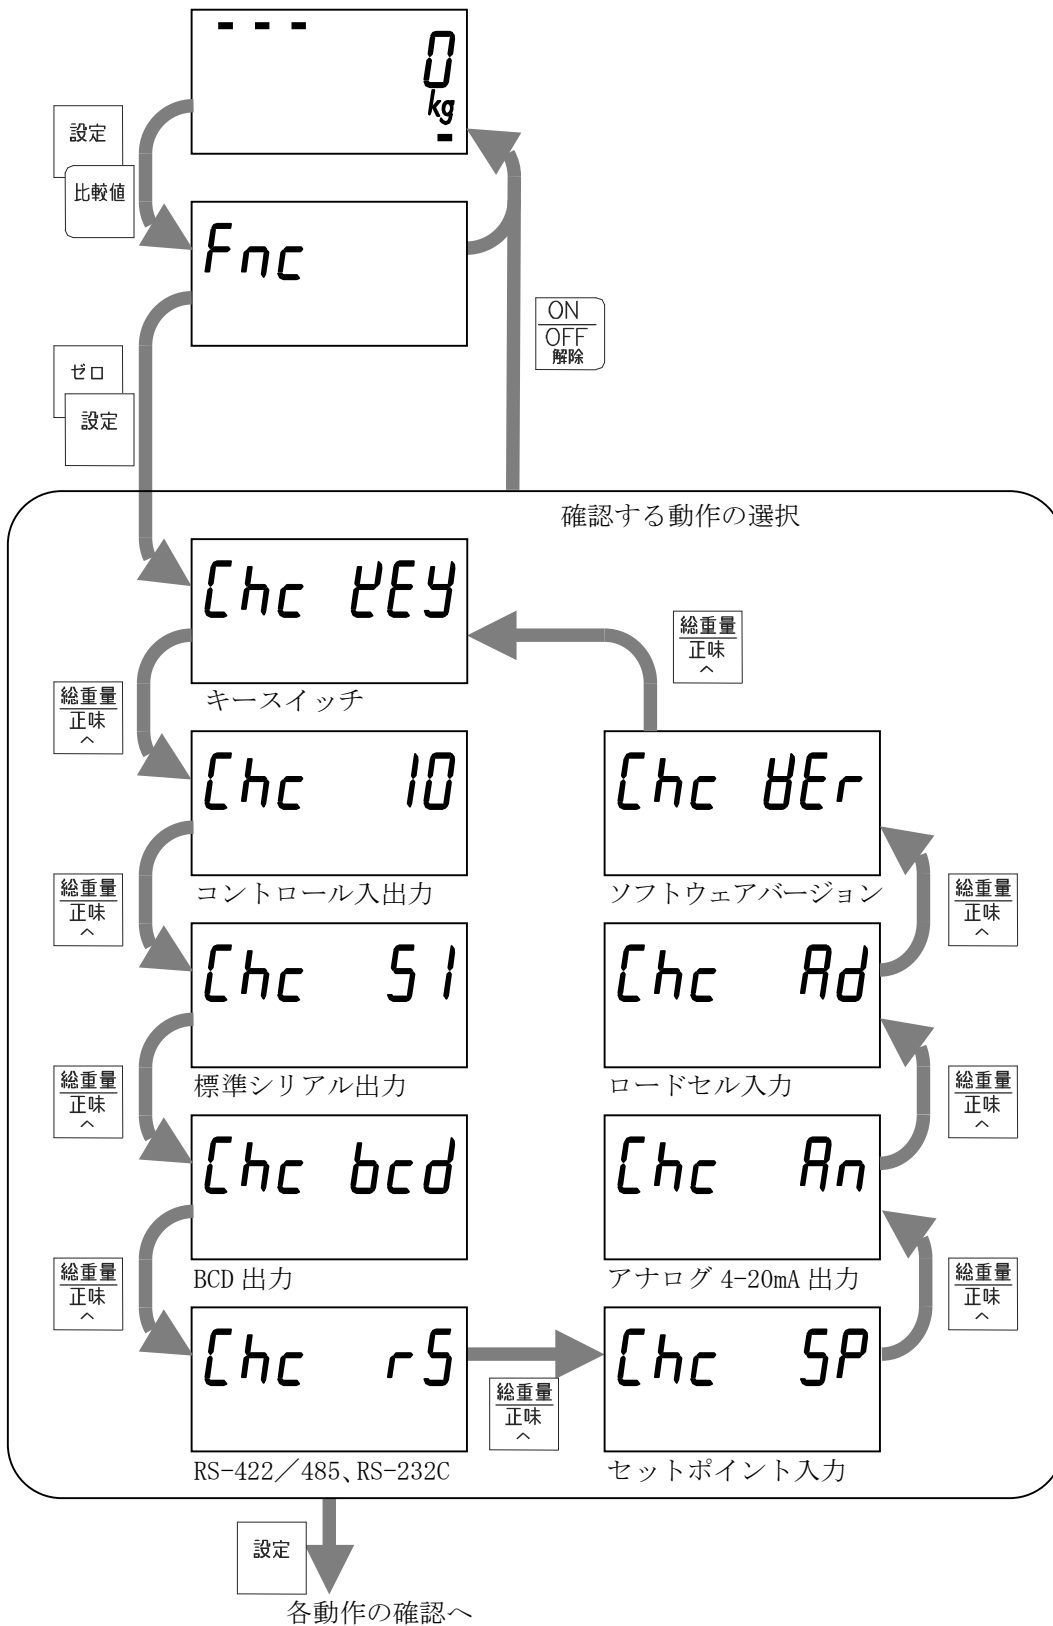 - - -
0
kg
設定
比較値
Fnc
ON
OFF
解除
ゼロ
設定
確認する動作の選択
Chc KEY
キースイッチ
総重量
正味
^
総重量
正味
^
Chc IO
コントロール入出力
総重量
正味
^
Chc S1
標準シリアル出力
総重量
正味
^
Chc bcd
BCD 出力
総重量
正味
^
Chc rS
RS-422／485、RS-232C
総重量
正味
^
Chc SP
セットポイント入力
総重量
正味
^
Chc An
アナログ 4-20mA 出力
総重量
正味
^
Chc Ad
ロードセル入力
総重量
正味
^
Chc VEr
ソフトウェアバージョン
設定
各動作の確認へ